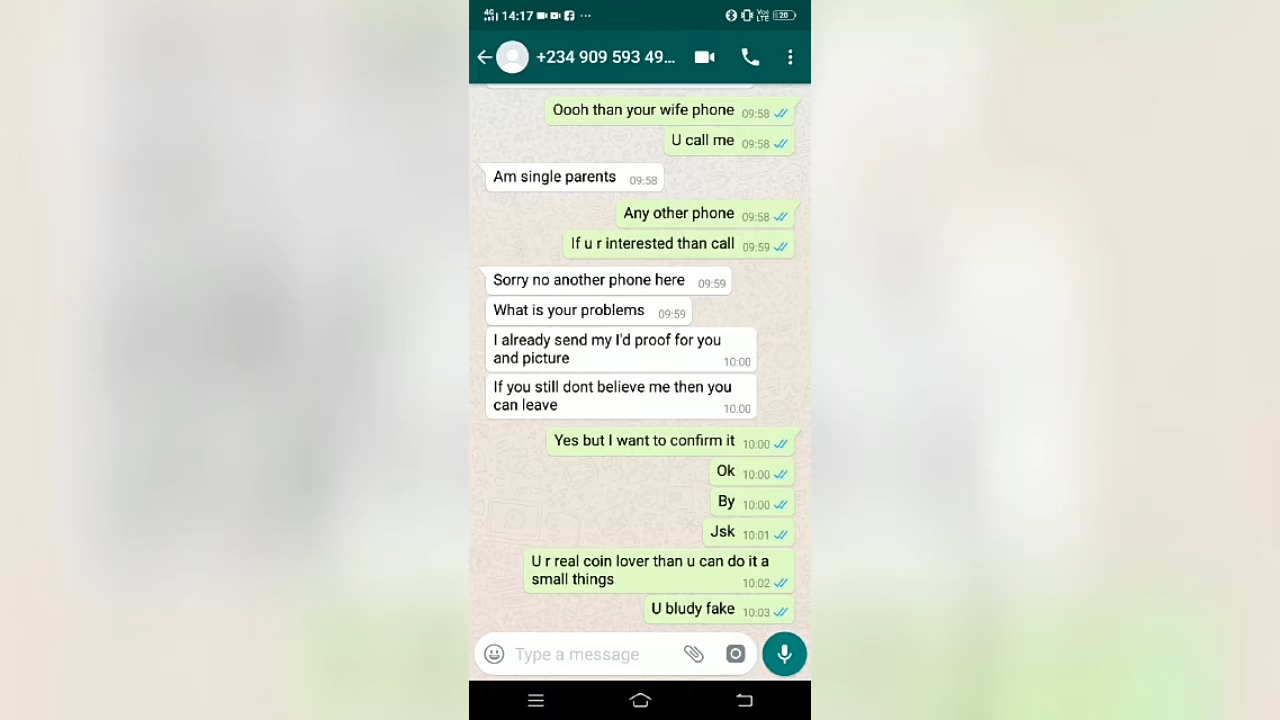 4G 14:17 ... Vo) LTE 20
+234 909 593 49...
Oooh than your wife phone 09:58
U call me 09:58
Am single parents 09:58
Any other phone 09:58
If u r interested than call 09:59
Sorry no another phone here 09:59
What is your problems 09:59
I already send my I'd proof for you
and picture 10:00
If you still dont believe me then you
can leave 10:00
Yes but I want to confirm it 10:00
Ok 10:00
By 10:00
Jsk 10:01
U r real coin lover than u can do it a
small things 10:02
U bludy fake 10:03
Type a message